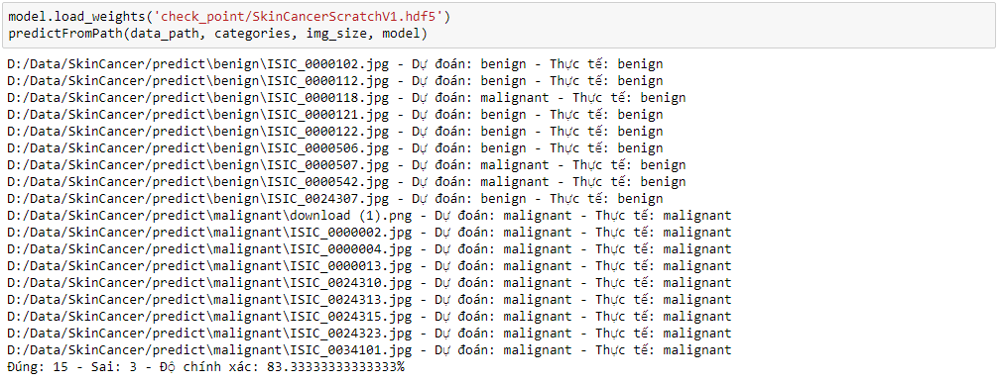 model.load_weights('check_point/SkinCancerScratchV1.hdf5')
predictFromPath(data_path, categories, img_size, model)
D:/Data/SkinCancer/predict\benign\ISIC_0000102.jpg - Dự đoán: benign - Thực tế: benign
D:/Data/SkinCancer/predict\benign\ISIC_0000112.jpg - Dự đoán: benign - Thực tế: benign
D:/Data/SkinCancer/predict\benign\ISIC_0000118.jpg - Dự đoán: malignant - Thực tế: benign
D:/Data/SkinCancer/predict\benign\ISIC_0000121.jpg - Dự đoán: benign - Thực tế: benign
D:/Data/SkinCancer/predict\benign\ISIC_0000122.jpg - Dự đoán: benign - Thực tế: benign
D:/Data/SkinCancer/predict\benign\ISIC_0000506.jpg - Dự đoán: benign - Thực tế: benign
D:/Data/SkinCancer/predict\benign\ISIC_0000507.jpg - Dự đoán: malignant - Thực tế: benign
D:/Data/SkinCancer/predict\benign\ISIC_0000542.jpg - Dự đoán: malignant - Thực tế: benign
D:/Data/SkinCancer/predict\benign\ISIC_0024307.jpg - Dự đoán: benign - Thực tế: benign
D:/Data/SkinCancer/predict\malignant\download (1).png - Dự đoán: malignant - Thực tế: malignant
D:/Data/SkinCancer/predict\malignant\ISIC_0000002.jpg - Dự đoán: malignant - Thực tế: malignant
D:/Data/SkinCancer/predict\malignant\ISIC_0000004.jpg - Dự đoán: malignant - Thực tế: malignant
D:/Data/SkinCancer/predict\malignant\ISIC_0000013.jpg - Dự đoán: malignant - Thực tế: malignant
D:/Data/SkinCancer/predict\malignant\ISIC_0024310.jpg - Dự đoán: malignant - Thực tế: malignant
D:/Data/SkinCancer/predict\malignant\ISIC_0024313.jpg - Dự đoán: malignant - Thực tế: malignant
D:/Data/SkinCancer/predict\malignant\ISIC_0024315.jpg - Dự đoán: malignant - Thực tế: malignant
D:/Data/SkinCancer/predict\malignant\ISIC_0024323.jpg - Dự đoán: malignant - Thực tế: malignant
D:/Data/SkinCancer/predict\malignant\ISIC_0034101.jpg - Dự đoán: malignant - Thực tế: malignant
Đúng: 15 - Sai: 3 - Độ chính xác: 83.33333333333333%